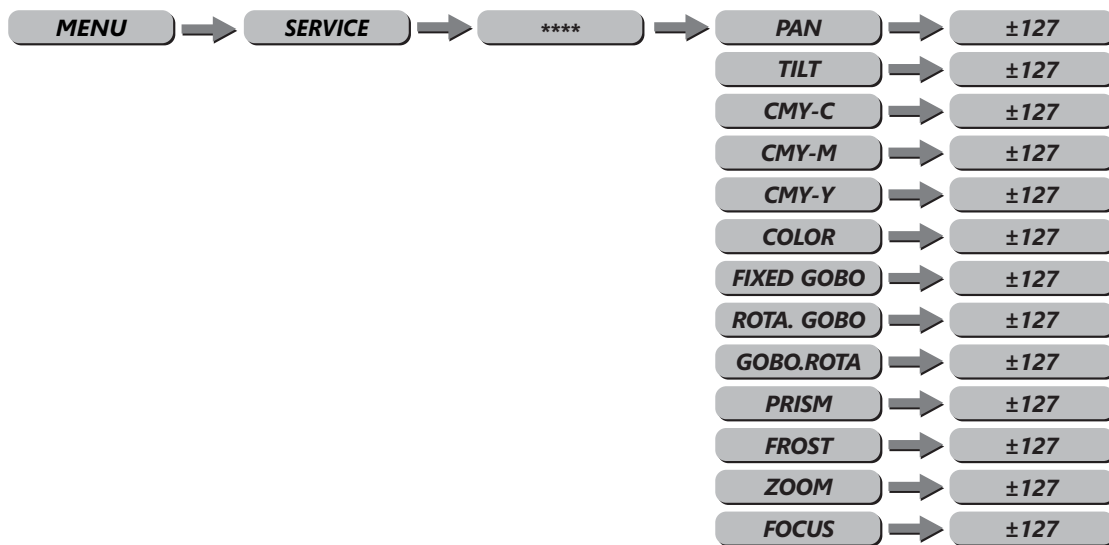 MENU SERVICE **** PAN ±127
TILT ±127
CMY-C ±127
CMY-M ±127
CMY-Y ±127
COLOR ±127
FIXED GOBO ±127
ROTA. GOBO ±127
GOBO.ROTA ±127
PRISM ±127
FROST ±127
ZOOM ±127
FOCUS ±127